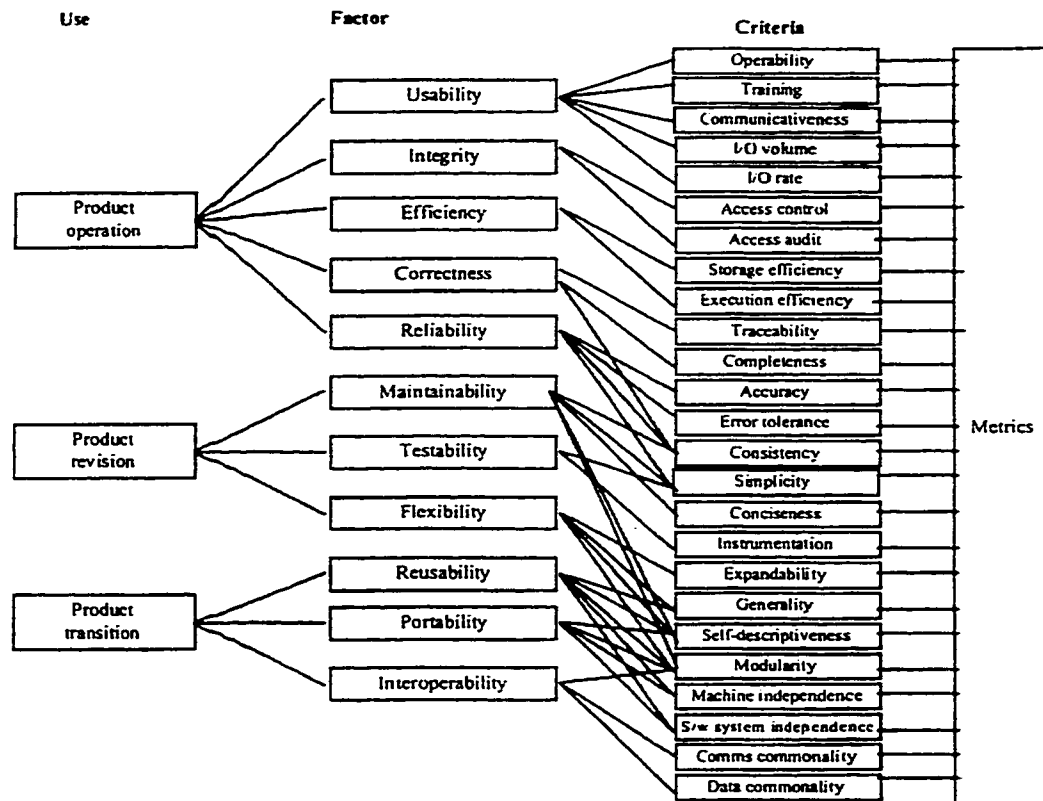 Use
Factor
Criteria
Product
operation
Product
revision
Product
transition
Usability
Integrity
Efficiency
Correctness
Reliability
Maintainability
Testability
Flexibility
Reusability
Portability
Interoperability
Operability
Training
Communicativeness
I/O volume
I/O rate
Access control
Access audit
Storage efficiency
Execution efficiency
Traceability
Completeness
Accuracy
Error tolerance
Consistency
Simplicity
Conciseness
Instrumentation
Expandability
Generality
Self-descriptiveness
Modularity
Machine independence
S/w system independence
Comms commonality
Data commonality
Metrics